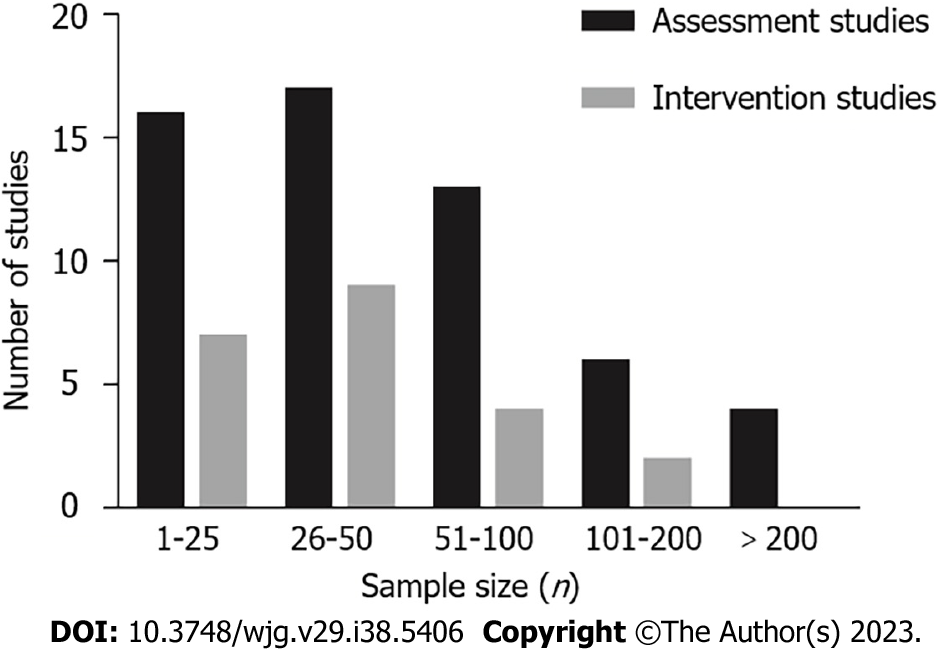 Assessment studies
Intervention studies
Number of studies
20
15
10
5
0
1-25 26-50 51-100 101-200 > 200
Sample size (n)
DOI: 10.3748/wjg.v29.i38.5406 Copyright ©The Author(s) 2023.